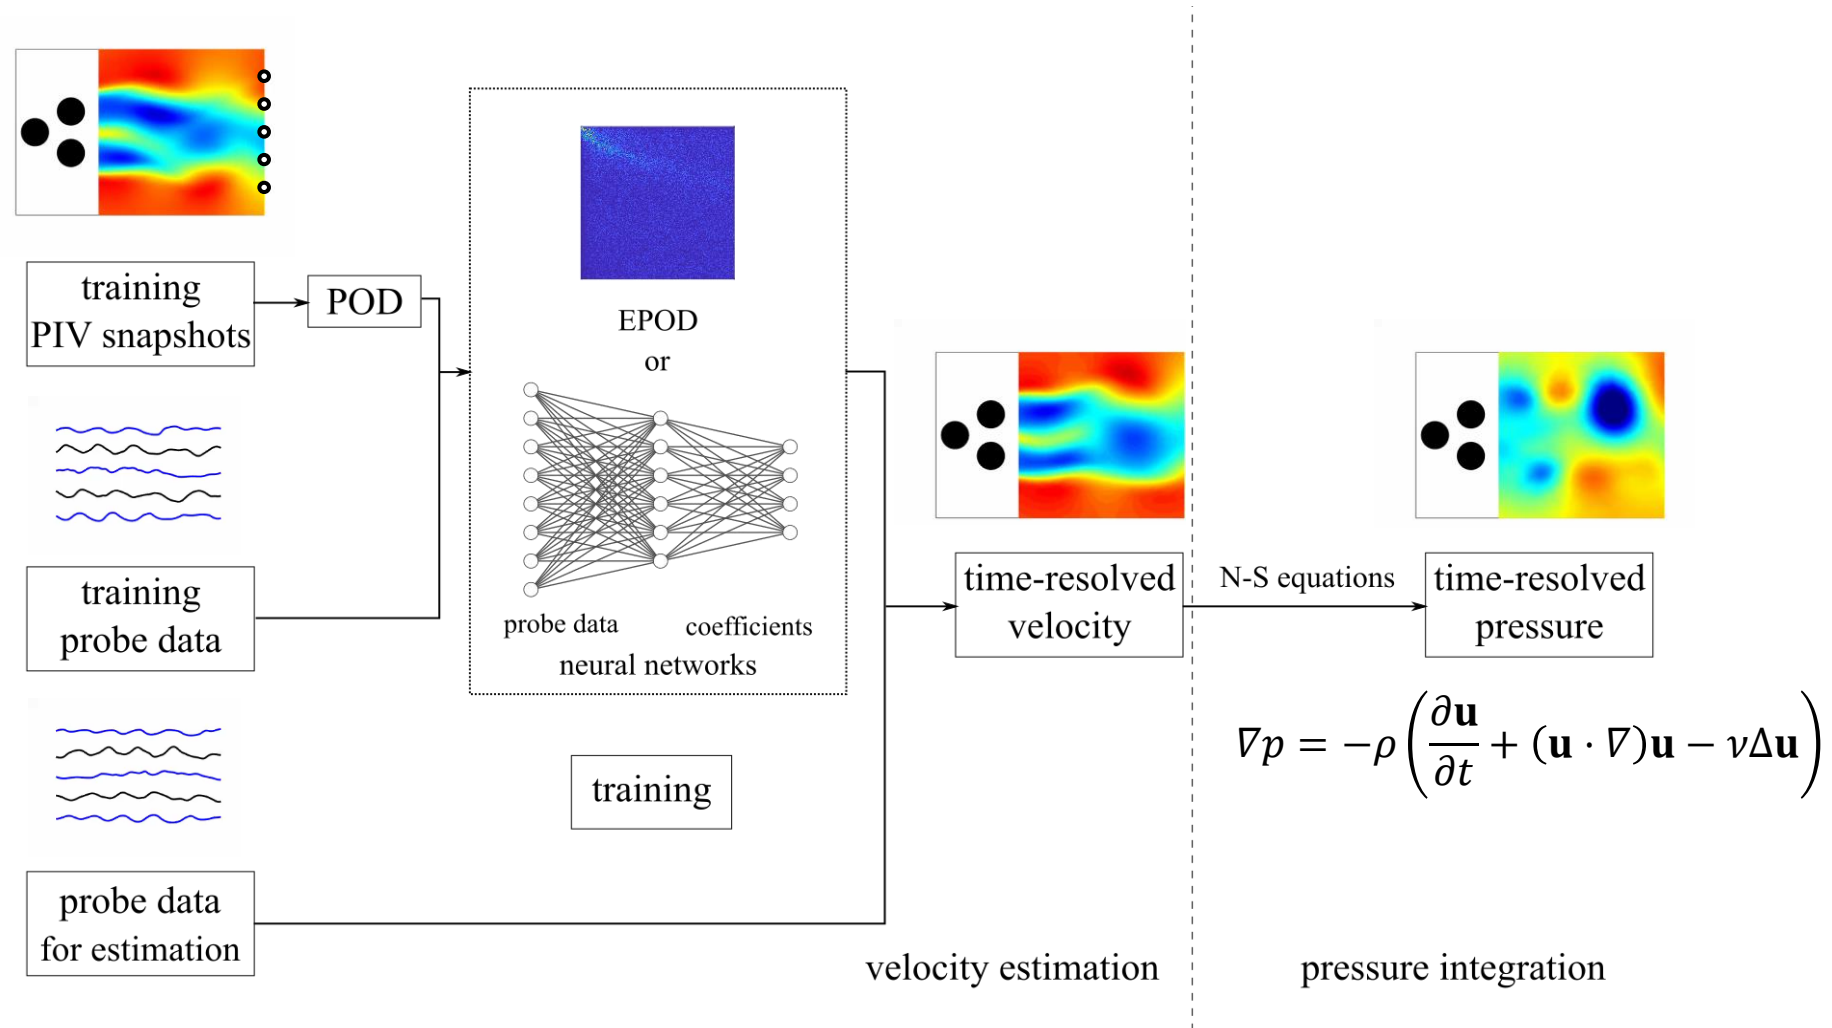 training
PIV snapshots
POD
training
probe data
probe data
for estimation
EPOD
or
probe data
coefficients
neural networks
training
time-resolved
velocity
N-S equations
time-resolved
pressure
∇p = −ρ(∂𝐮/∂t + (𝐮 · ∇)𝐮 − νΔ𝐮)
velocity estimation
pressure integration